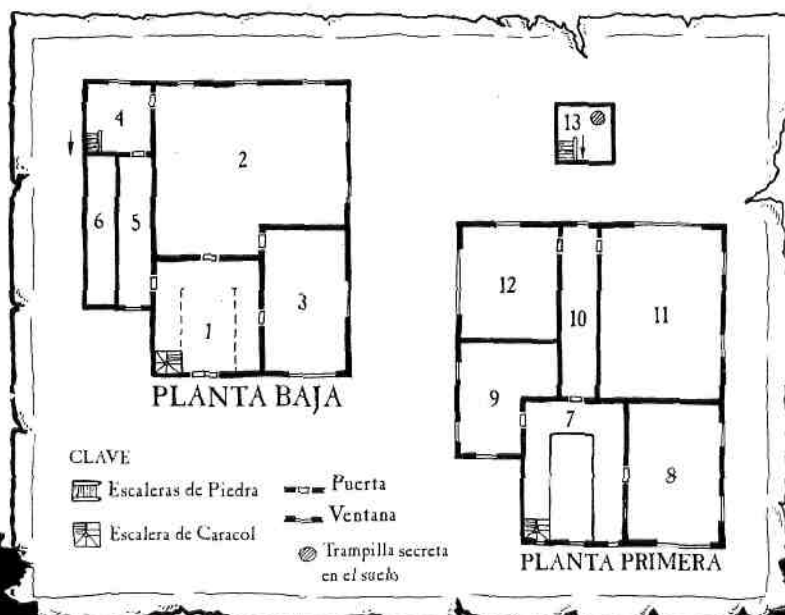 4
2
13
6
5
12
11
10
1
3
9
7
8
PLANTA BAJA
PLANTA PRIMERA
CLAVE
Escaleras de Piedra
Escalera de Caracol
Puerta
Ventana
Trampilla secreta
en el suelo